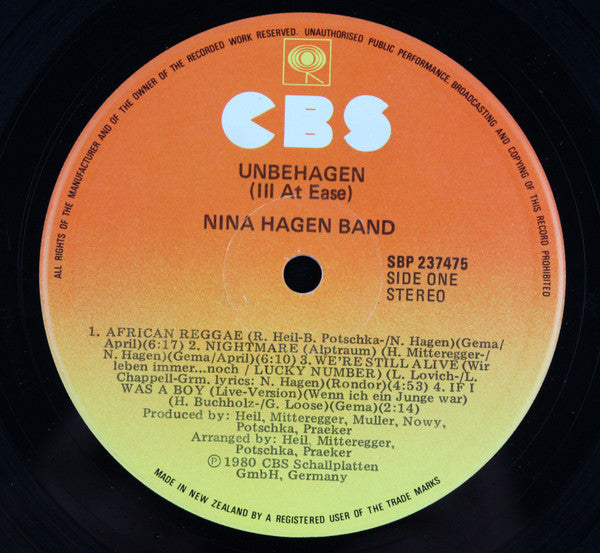 ALL RIGHTS OF THE MANUFACTURER AND OF THE OWNER OF THE RECORDED WORK RESERVED. UNAUTHORISED PUBLIC PERFORMANCE, BROADCASTING AND COPYING OF THIS RECORD PROHIBITED
CBS
UNBEHAGEN
(Ill At Ease)
NINA HAGEN BAND
SBP 237475
SIDE ONE
STEREO
1. AFRICAN REGGAE (R. Heil-B. Potschka-/N. Hagen)(Gema/
April)(6:17) 2. NIGHTMARE (Alptraum) (H. Mitteregger-/
N. Hagen)(Gema/April)(6:10) 3. WE'RE STILL ALIVE (Wir
leben immer...noch / LUCKY NUMBER) (L. Lovich-/L.
Chappell-Grm. lyrics: N. Hagen)(Rondor)(4:53) 4. IF I
WAS A BOY (Live-Version)(Wenn ich ein Junge war)
(H. Buchholz-/G. Loose)(Gema)(2:14)
Produced by: Heil, Mitteregger, Muller, Nowy,
Potschka, Praeker
Arranged by: Heil, Mitteregger,
Potschka, Praeker
℗ 1980 CBS Schallplatten
GmbH, Germany
MADE IN NEW ZEALAND BY A REGISTERED USER OF THE TRADE MARKS